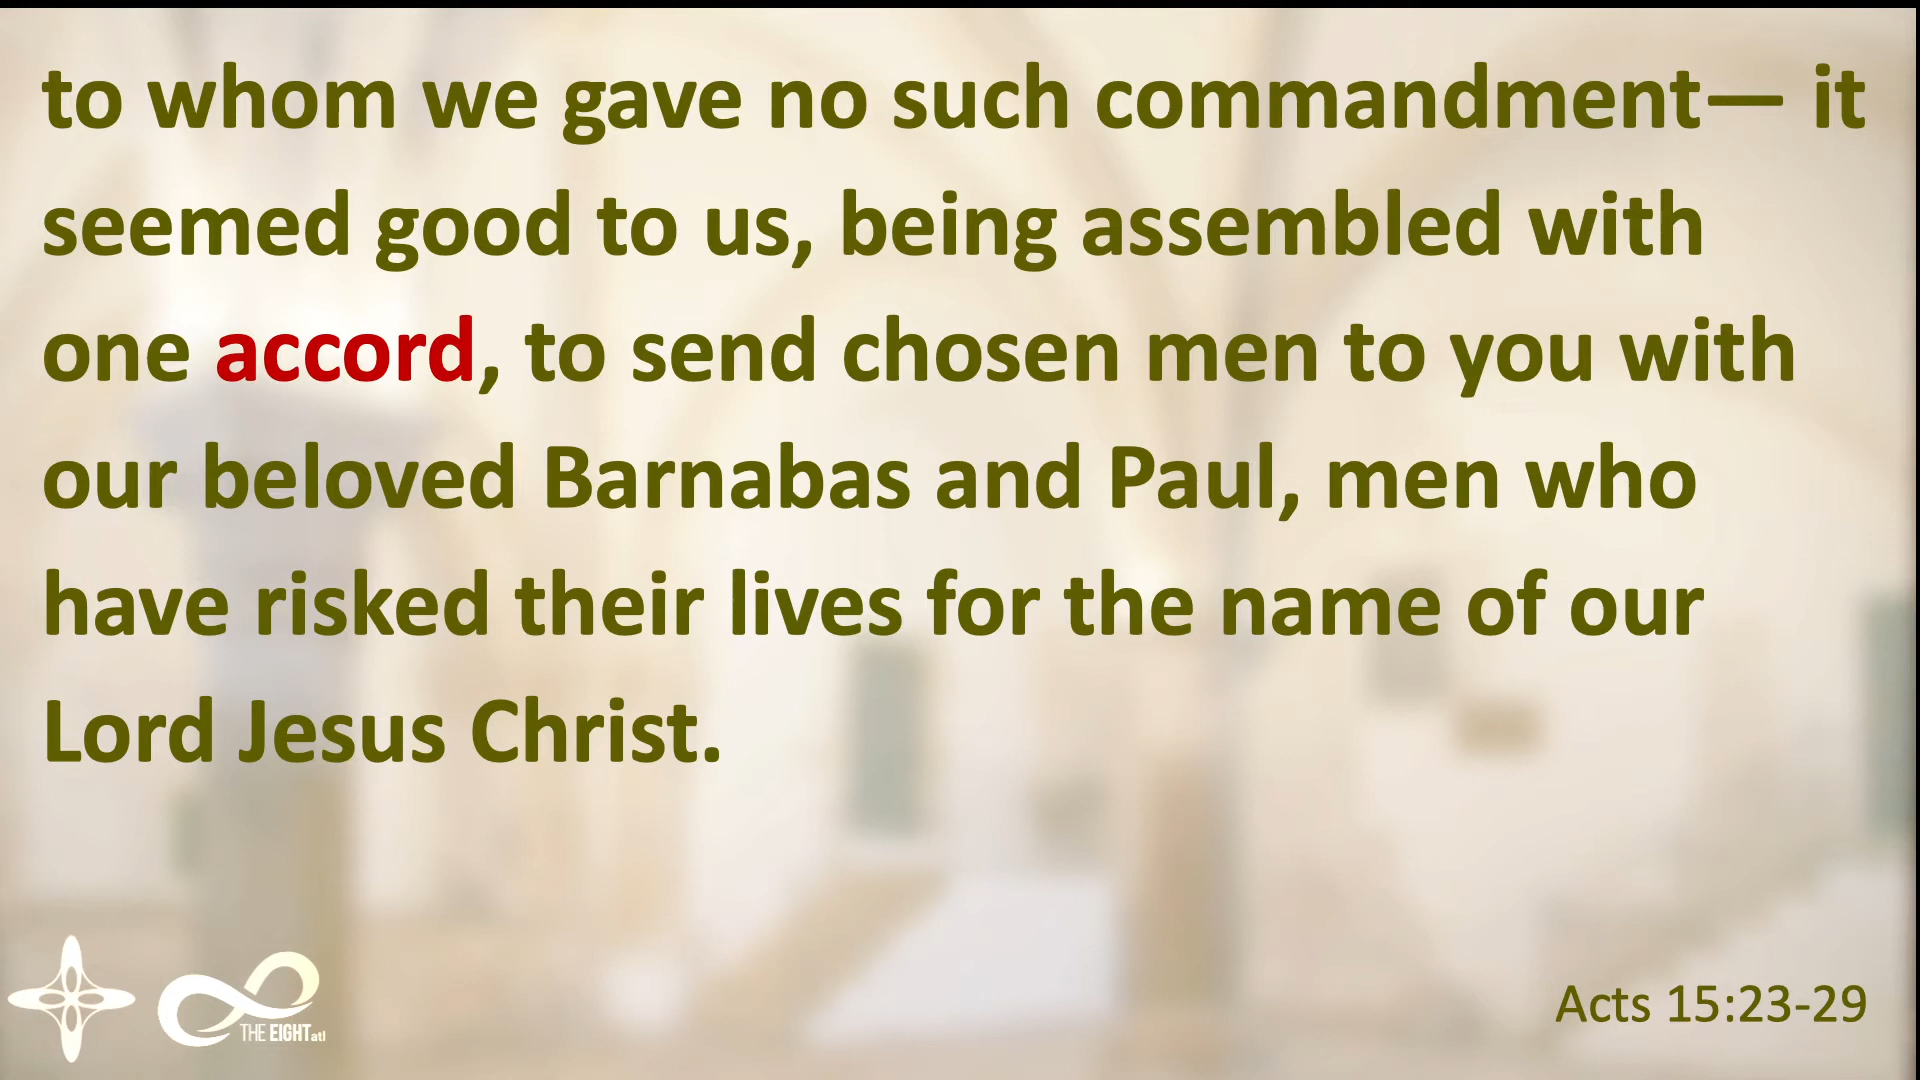 to whom we gave no such commandment— it
seemed good to us, being assembled with
one accord, to send chosen men to you with
our beloved Barnabas and Paul, men who
have risked their lives for the name of our
Lord Jesus Christ.
THE EIGHTatl
Acts 15:23-29